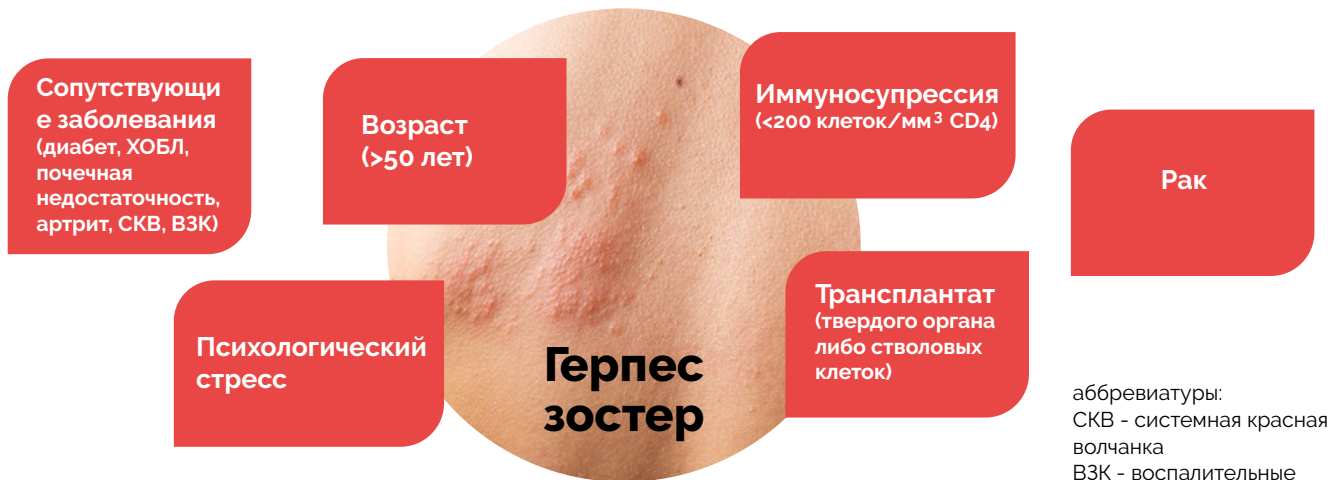 Сопутствующи
е заболевания
(диабет, ХОБЛ,
почечная
недостаточность,
артрит, СКВ, ВЗК)
Возраст
(>50 лет)
Иммуносупрессия
(<200 клеток/мм³ CD4)
Рак
Психологический
стресс
Трансплантат
(твердого органа
либо стволовых
клеток)
Герпес
зостер
аббревиатуры:
СКВ - системная красная
волчанка
ВЗК - воспалительные